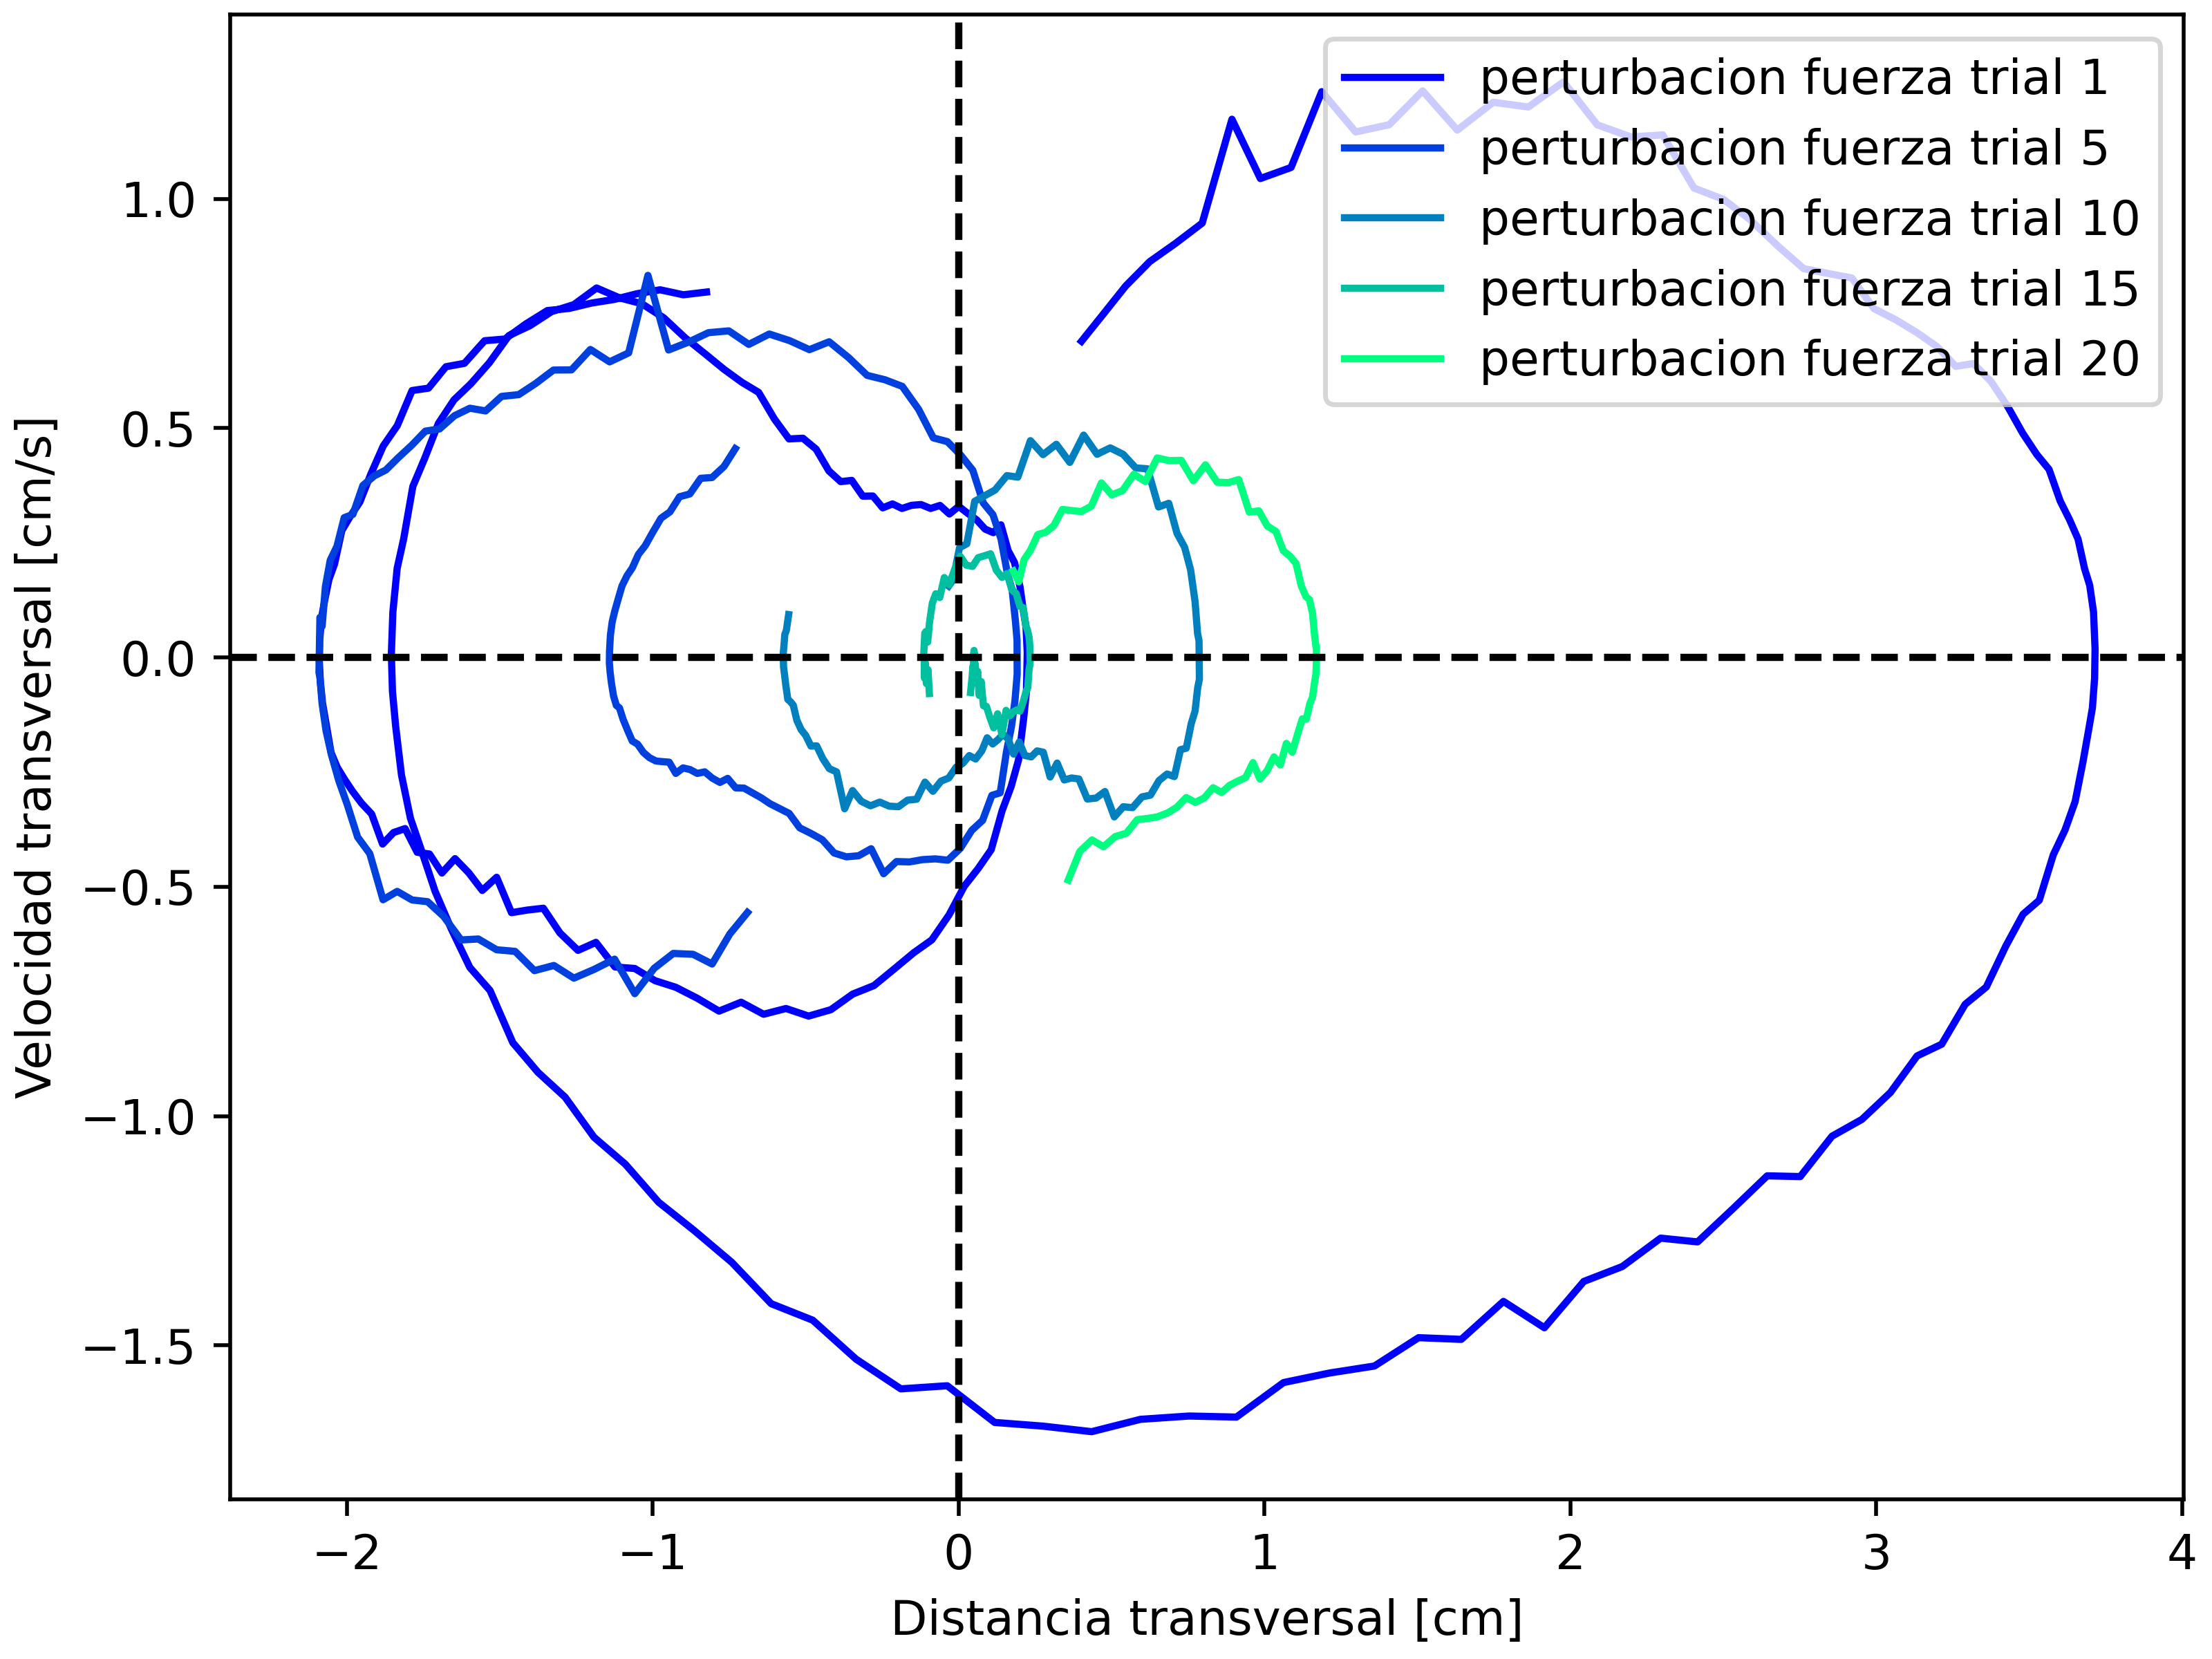 perturbacion fuerza trial 1
perturbacion fuerza trial 5
perturbacion fuerza trial 10
perturbacion fuerza trial 15
perturbacion fuerza trial 20
1.0
0.5
0.0
−0.5
−1.0
−1.5
Velocidad transversal [cm/s]
−2 −1 0 1 2 3 4
Distancia transversal [cm]